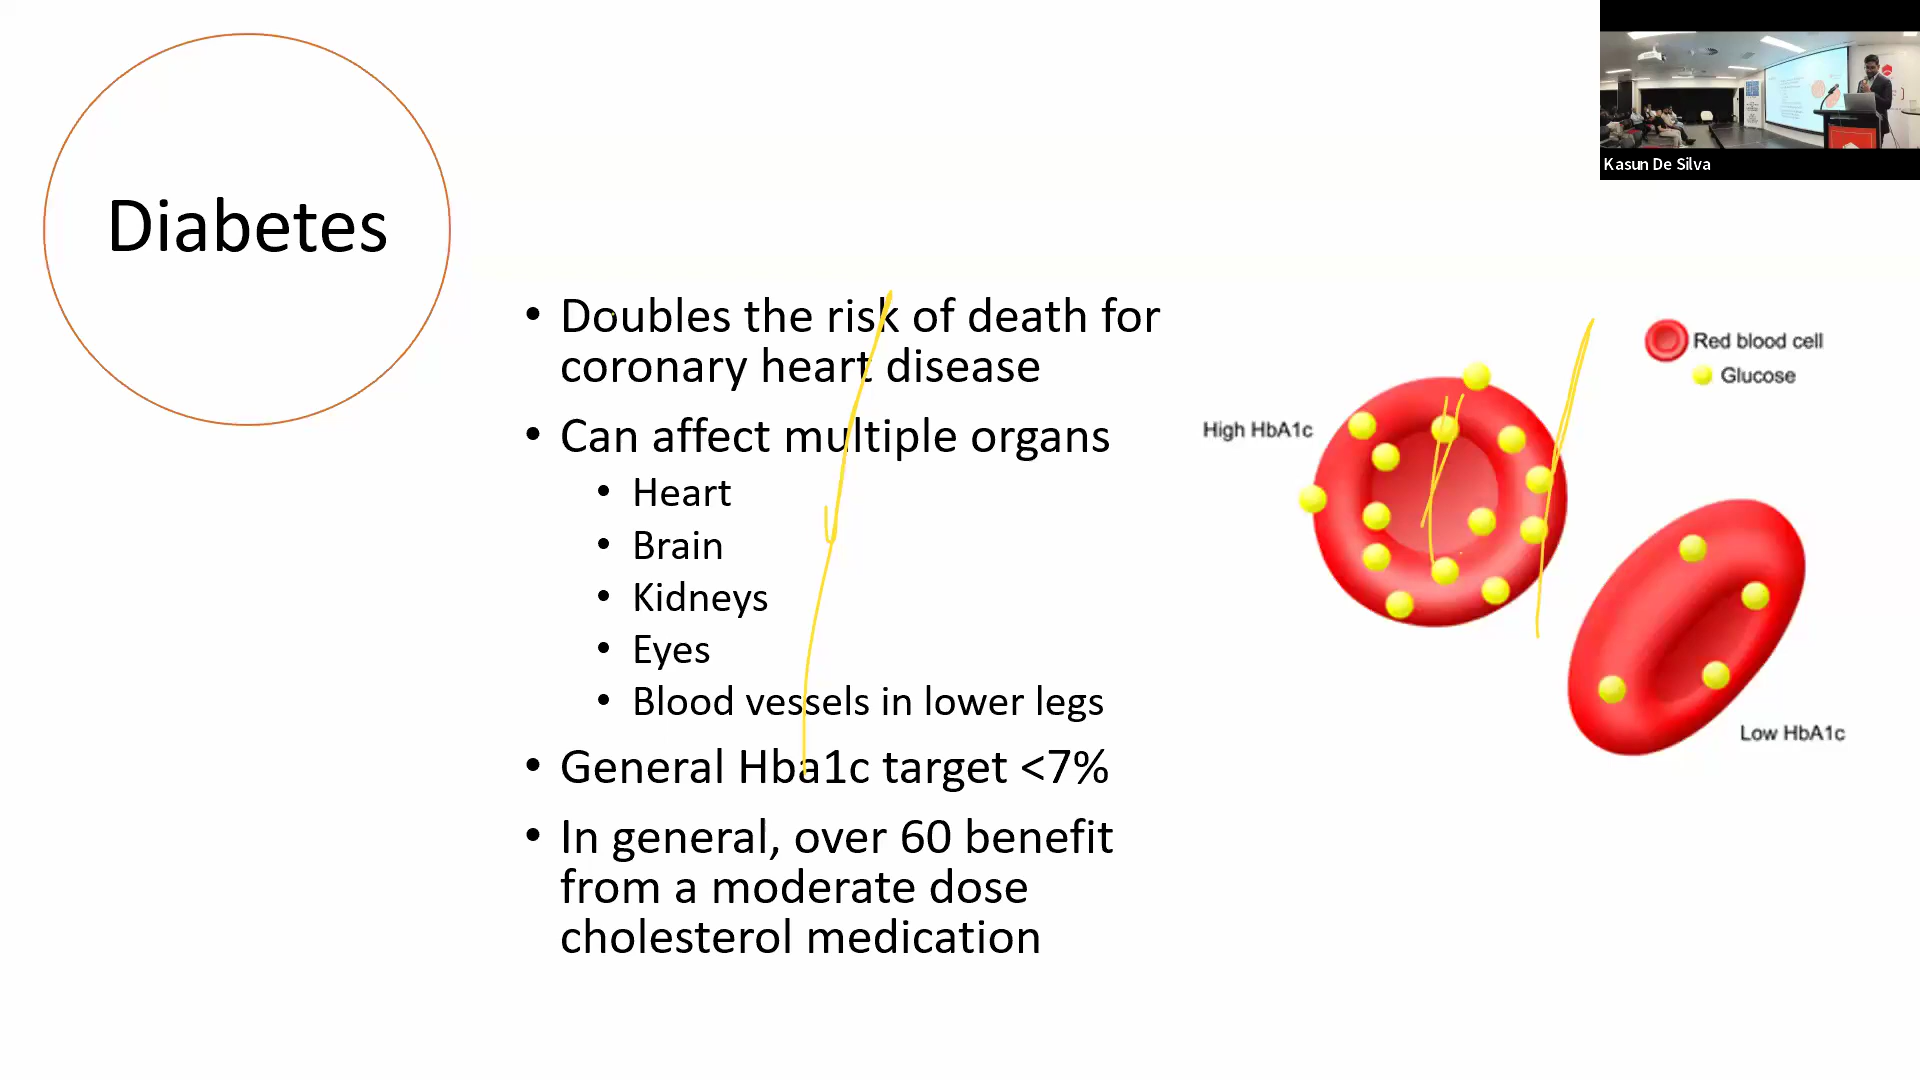 Diabetes
• Doubles the risk of death for
coronary heart disease
• Can affect multiple organs
• Heart
• Brain
• Kidneys
• Eyes
• Blood vessels in lower legs
• General Hba1c target <7%
• In general, over 60 benefit
from a moderate dose
cholesterol medication
Red blood cell
Glucose
High HbA1c
Low HbA1c
Kasun De Silva